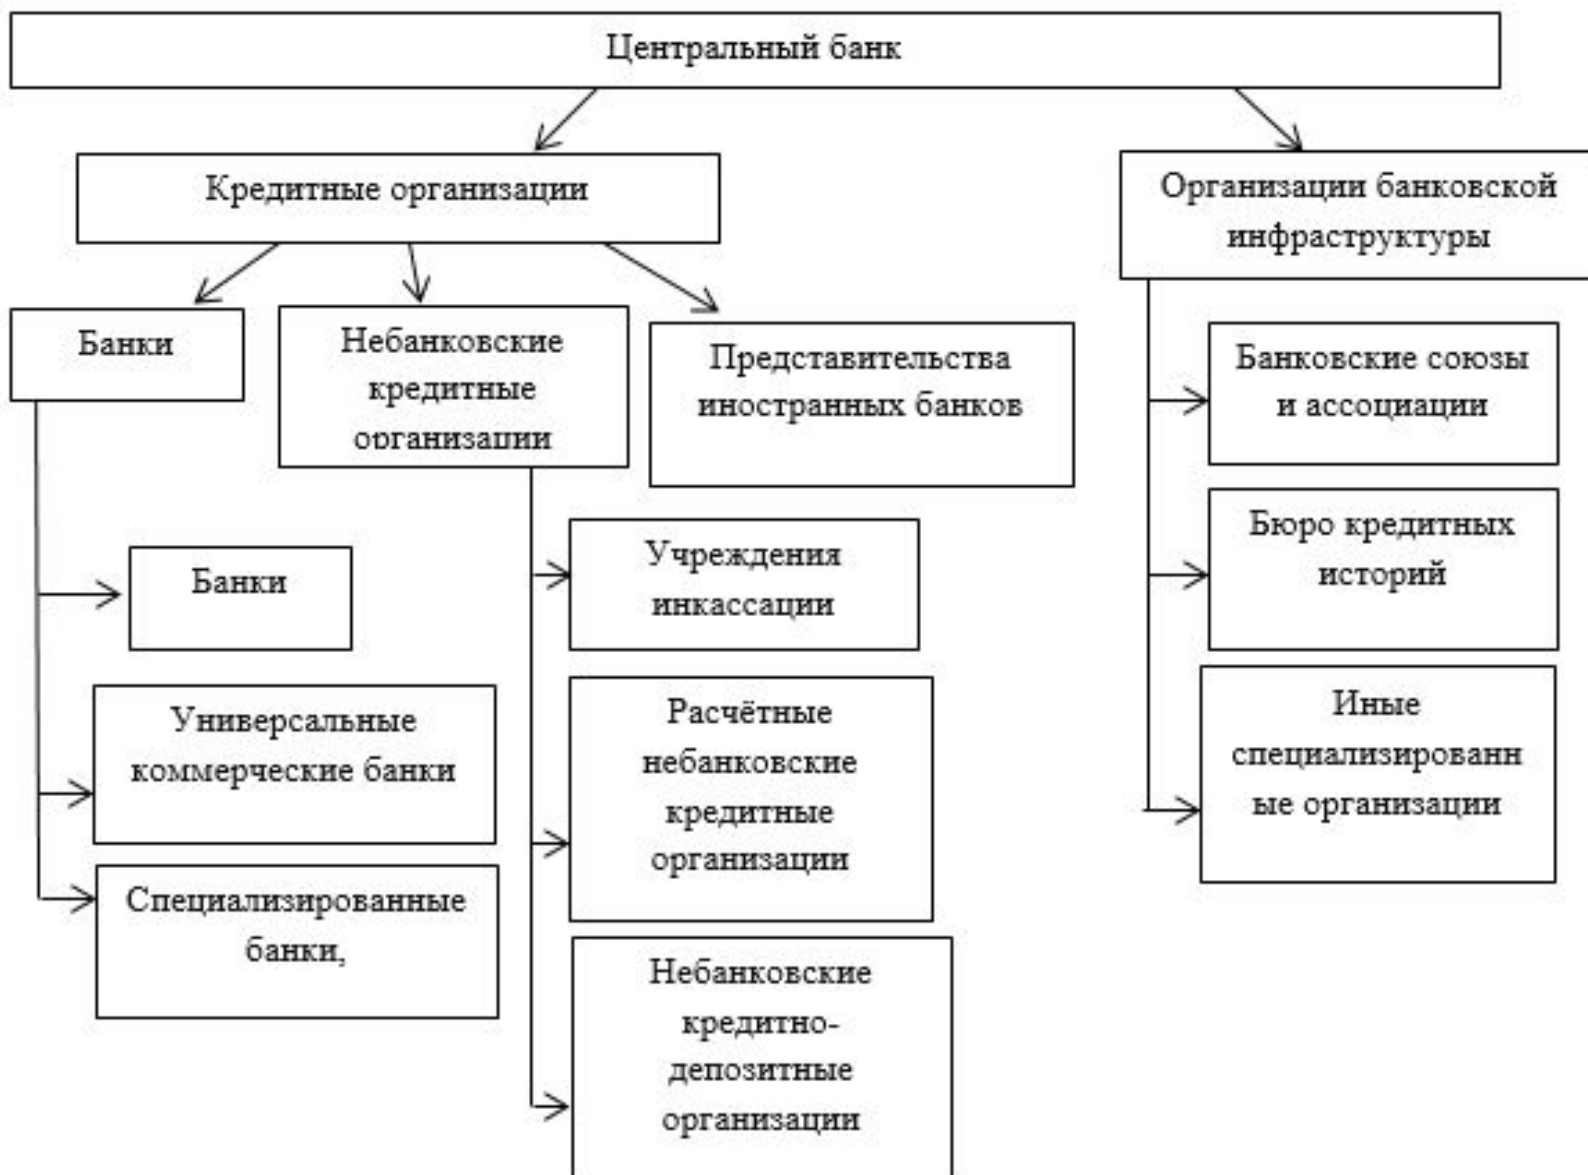 Центральный банк
Кредитные организации
Организации банковской
инфраструктуры
Банки
Небанковские
кредитные
организации
Представительства
иностранных банков
Банковские союзы
и ассоциации
Банки
Учреждения
инкассации
Бюро кредитных
историй
Универсальные
коммерческие банки
Расчётные
небанковские
кредитные
организации
Иные
специализированн
ые организации
Специализированные
банки,
Небанковские
кредитно-
депозитные
организации